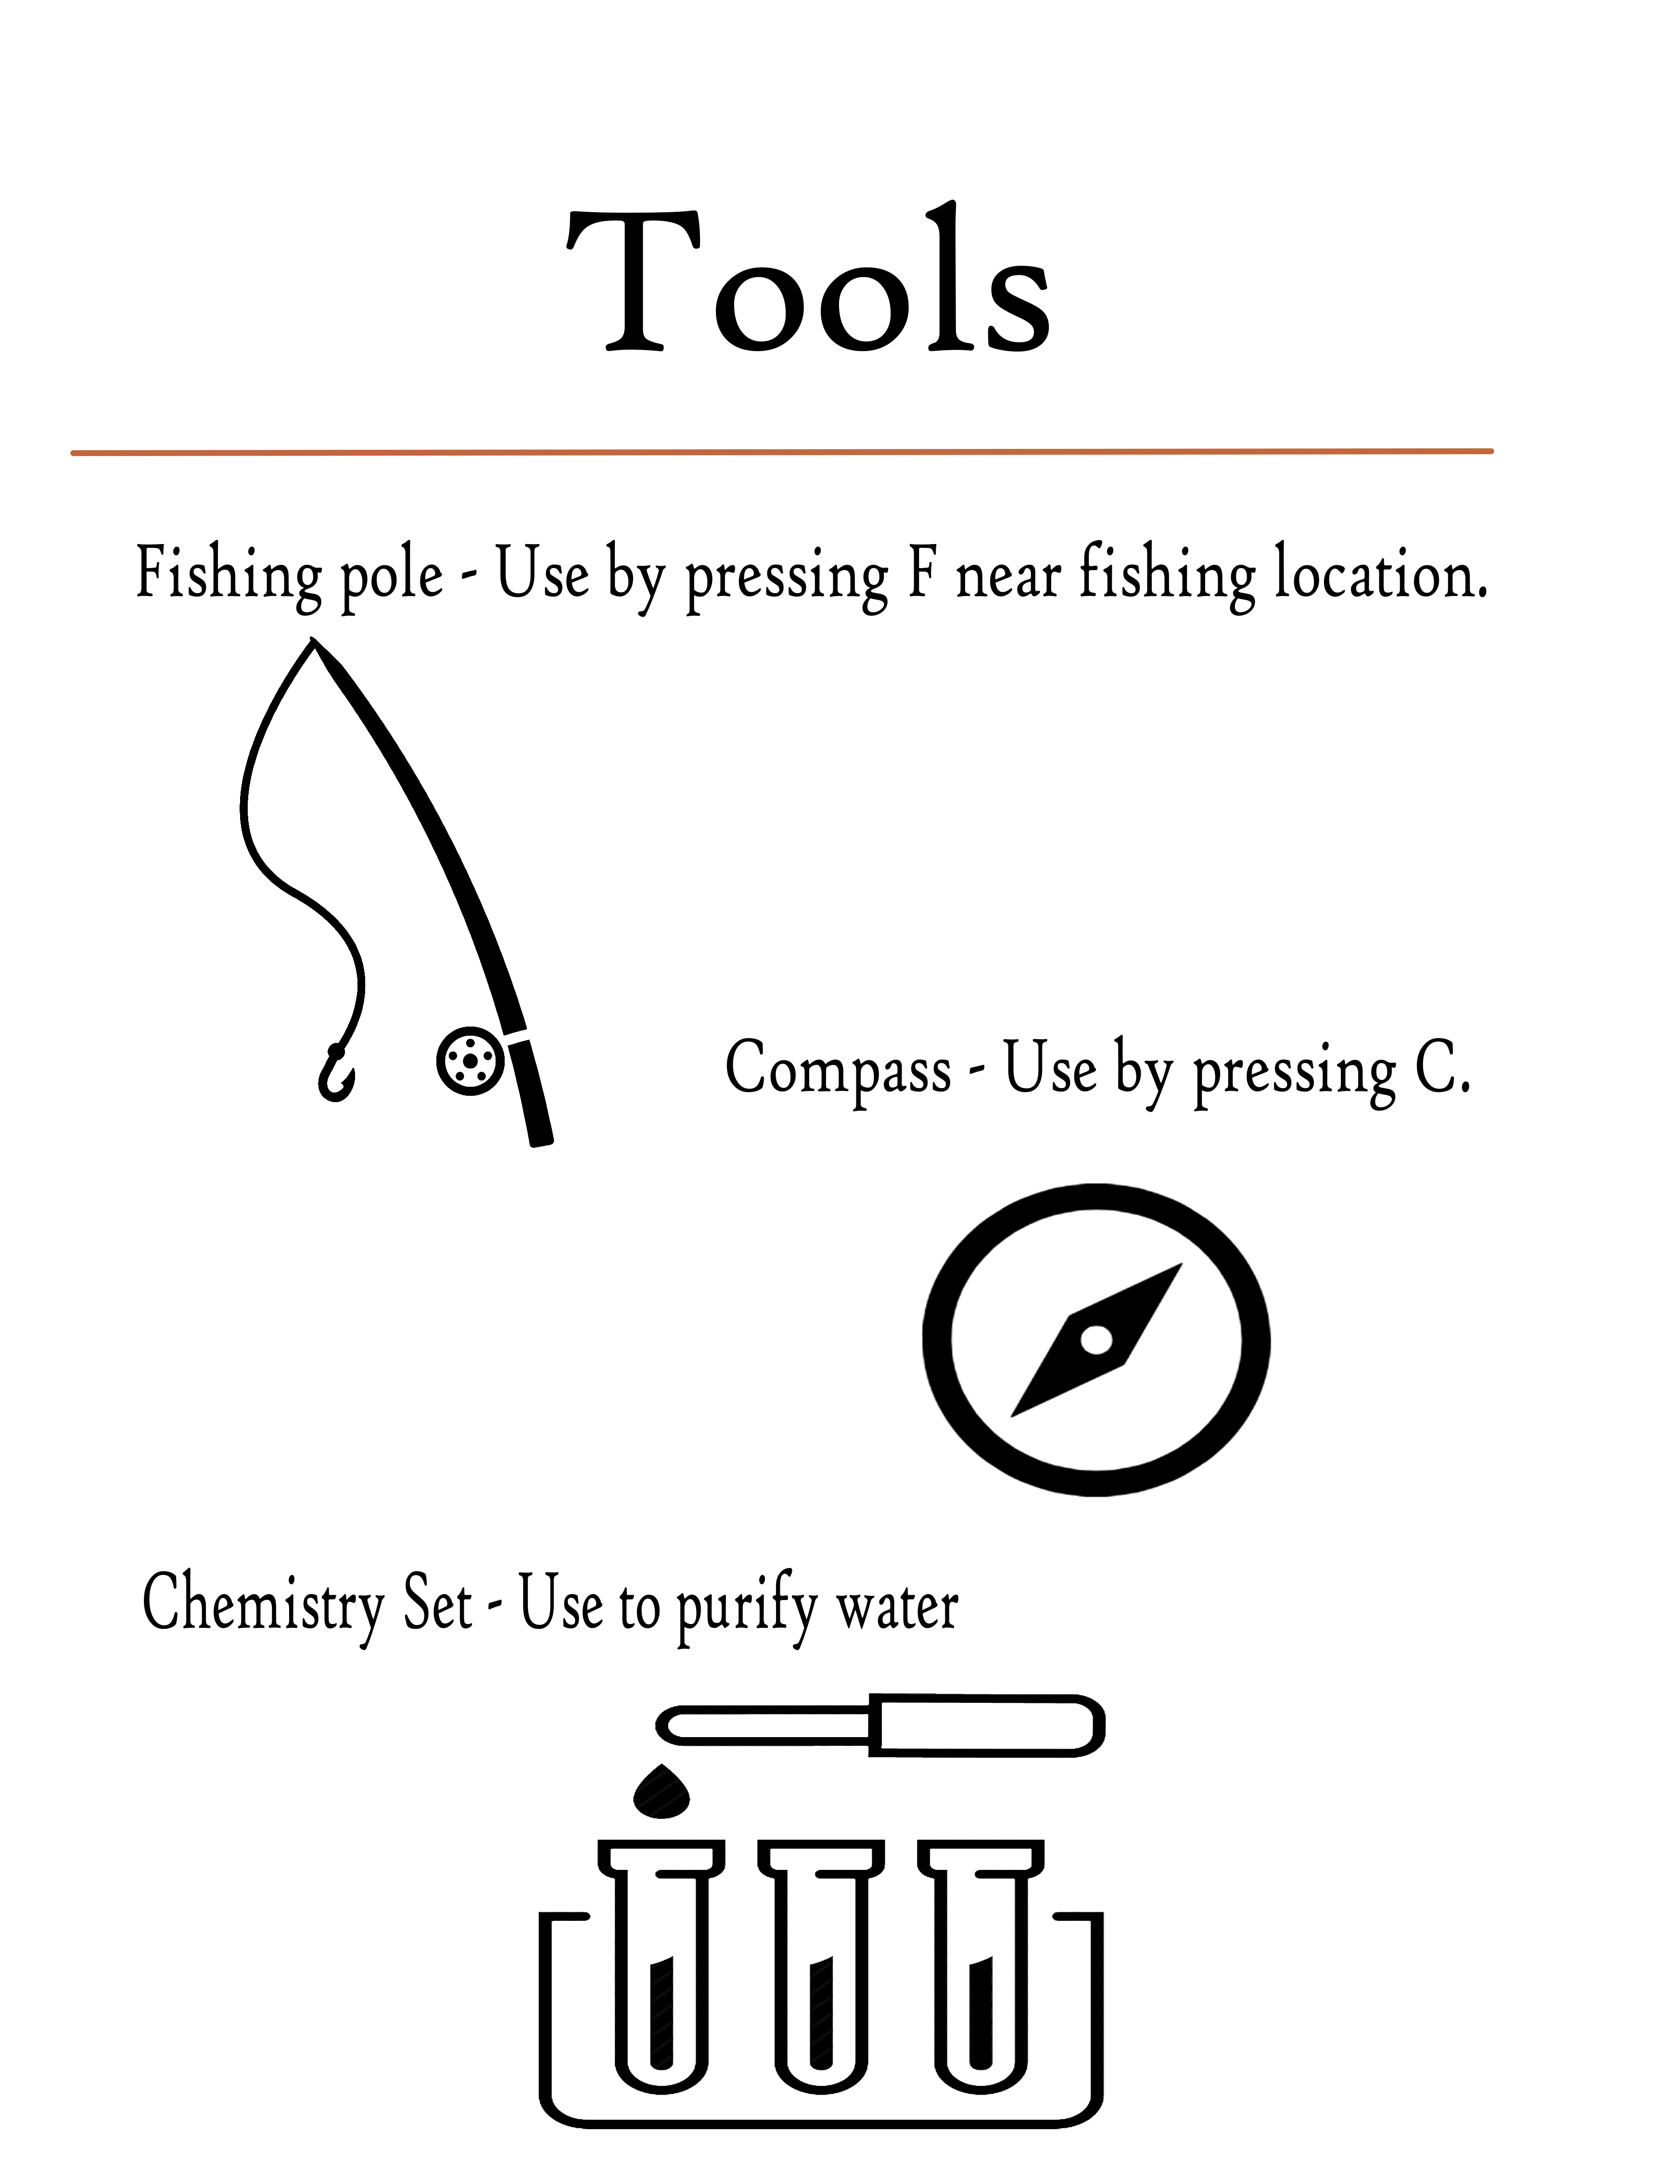 Tools
Fishing pole - Use by pressing F near fishing location.
Compass - Use by pressing C.
Chemistry Set - Use to purify water